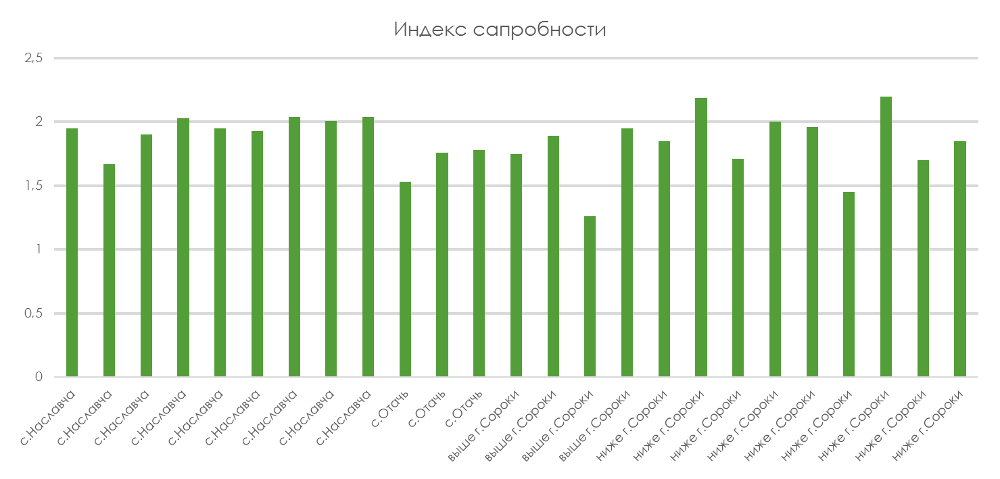 Индекс сапробности
2,5
2
1,5
1
0,5
0
с.Наславча
с.Наславча
с.Наславча
с.Наславча
с.Наславча
с.Наславча
с.Наславча
с.Наславча
с.Наславча
с.Отачь
с.Отачь
с.Отачь
выше г.Сороки
выше г.Сороки
выше г.Сороки
выше г.Сороки
ниже г.Сороки
ниже г.Сороки
ниже г.Сороки
ниже г.Сороки
ниже г.Сороки
ниже г.Сороки
ниже г.Сороки
ниже г.Сороки
ниже г.Сороки